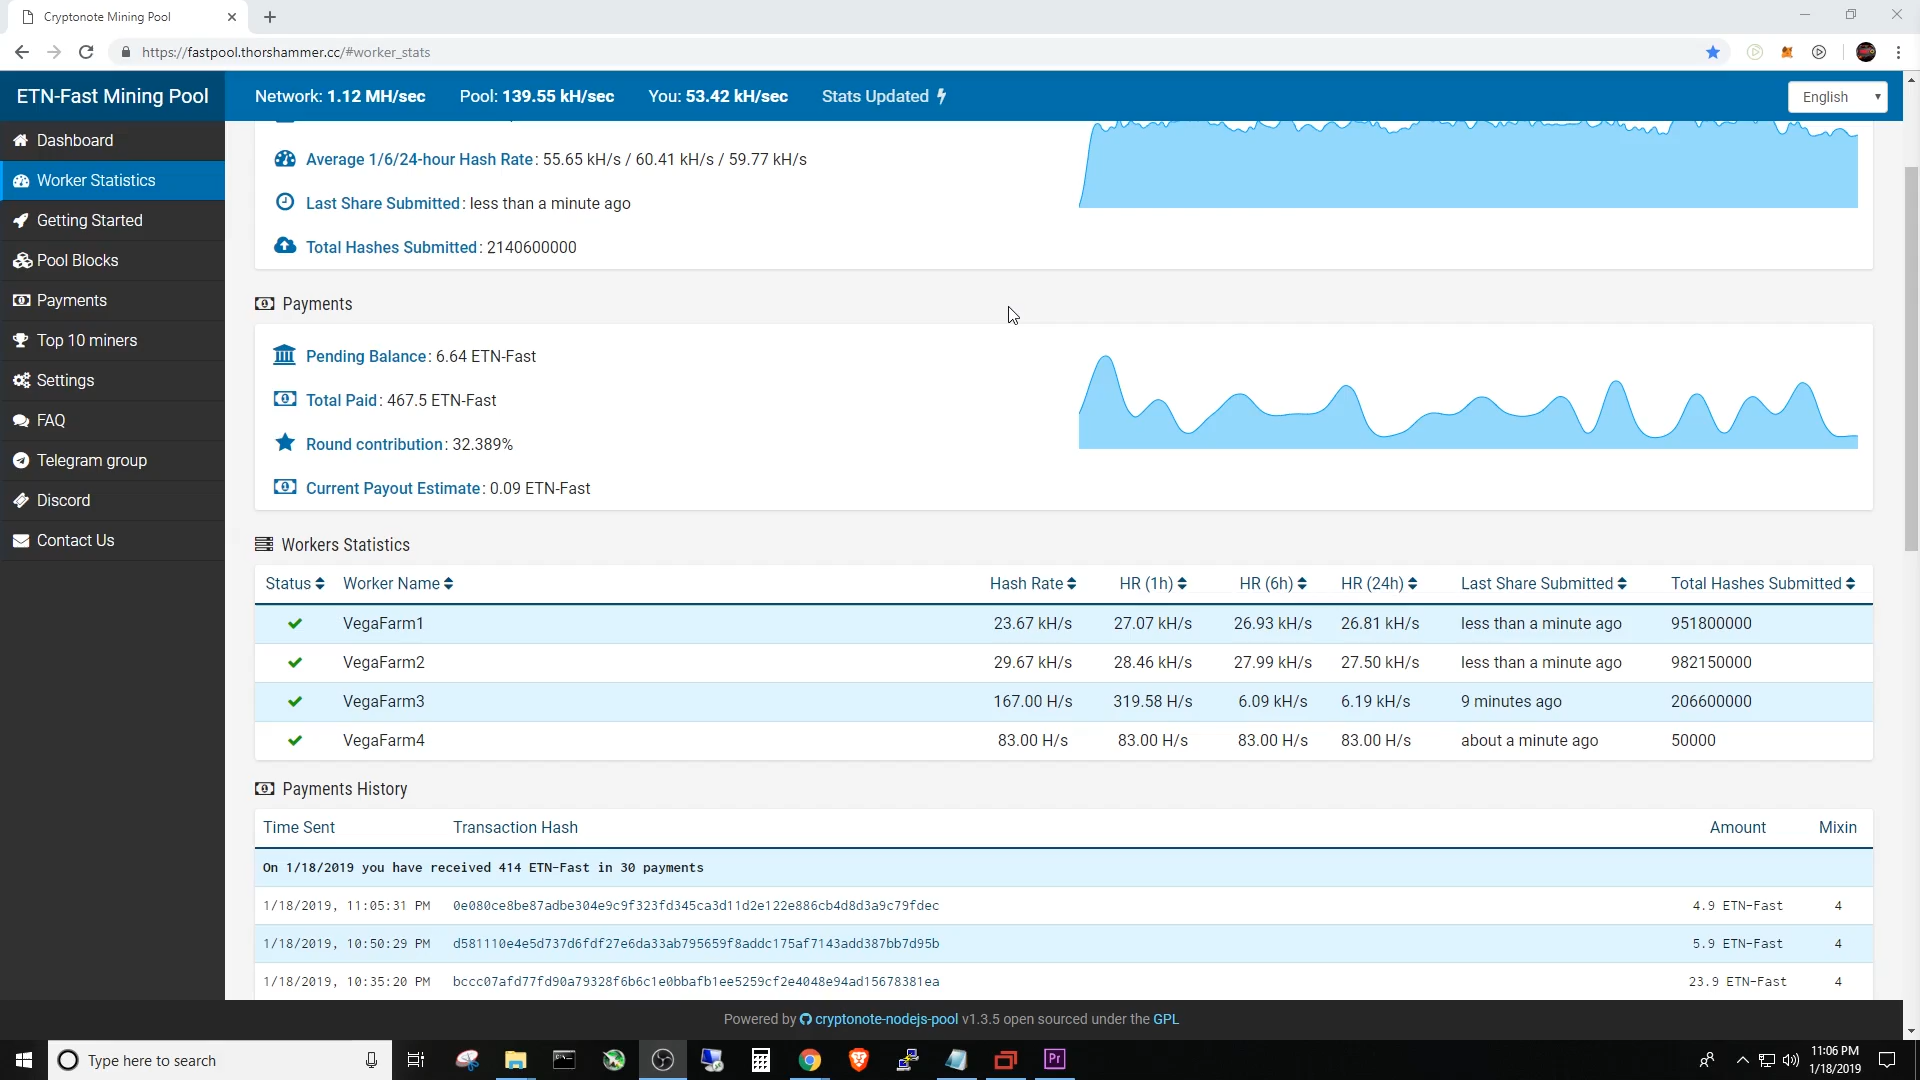 Cryptonote Mining Pool
https://fastpool.thorshammer.cc/#worker_stats
ETN-Fast Mining Pool
Network: 1.12 MH/sec
Pool: 139.55 kH/sec
You: 53.42 kH/sec
Stats Updated
English
Dashboard
Worker Statistics
Getting Started
Pool Blocks
Payments
Top 10 miners
Settings
FAQ
Telegram group
Discord
Contact Us
Average 1/6/24-hour Hash Rate: 55.65 kH/s / 60.41 kH/s / 59.77 kH/s
Last Share Submitted: less than a minute ago
Total Hashes Submitted: 2140600000
Payments
Pending Balance: 6.64 ETN-Fast
Total Paid: 467.5 ETN-Fast
Round contribution: 32.389%
Current Payout Estimate: 0.09 ETN-Fast
Workers Statistics
Status Worker Name Hash Rate HR (1h) HR (6h) HR (24h) Last Share Submitted Total Hashes Submitted
VegaFarm1 23.67 kH/s 27.07 kH/s 26.93 kH/s 26.81 kH/s less than a minute ago 951800000
VegaFarm2 29.67 kH/s 28.46 kH/s 27.99 kH/s 27.50 kH/s less than a minute ago 982150000
VegaFarm3 167.00 H/s 319.58 H/s 6.09 kH/s 6.19 kH/s 9 minutes ago 206600000
VegaFarm4 83.00 H/s 83.00 H/s 83.00 H/s 83.00 H/s about a minute ago 50000
Payments History
Time Sent Transaction Hash Amount Mixin
On 1/18/2019 you have received 414 ETN-Fast in 30 payments
1/18/2019, 11:05:31 PM 0e080ce8be87adbe304e9c9f323fd345ca3d11d2e122e886cb4d8d3a9c79fdec 4.9 ETN-Fast 4
1/18/2019, 10:50:29 PM d581110e4e5d737d6fdf27e6da33ab795659f8addc175af7143add387bb7d95b 5.9 ETN-Fast 4
1/18/2019, 10:35:20 PM bccc07afd77fd90a79328f6b6c1e0bbafb1ee5259cf2e4048e94ad15678381ea 23.9 ETN-Fast 4
Powered by cryptonote-nodejs-pool v1.3.5 open sourced under the GPL
Type here to search
Pr
11:06 PM
1/18/2019